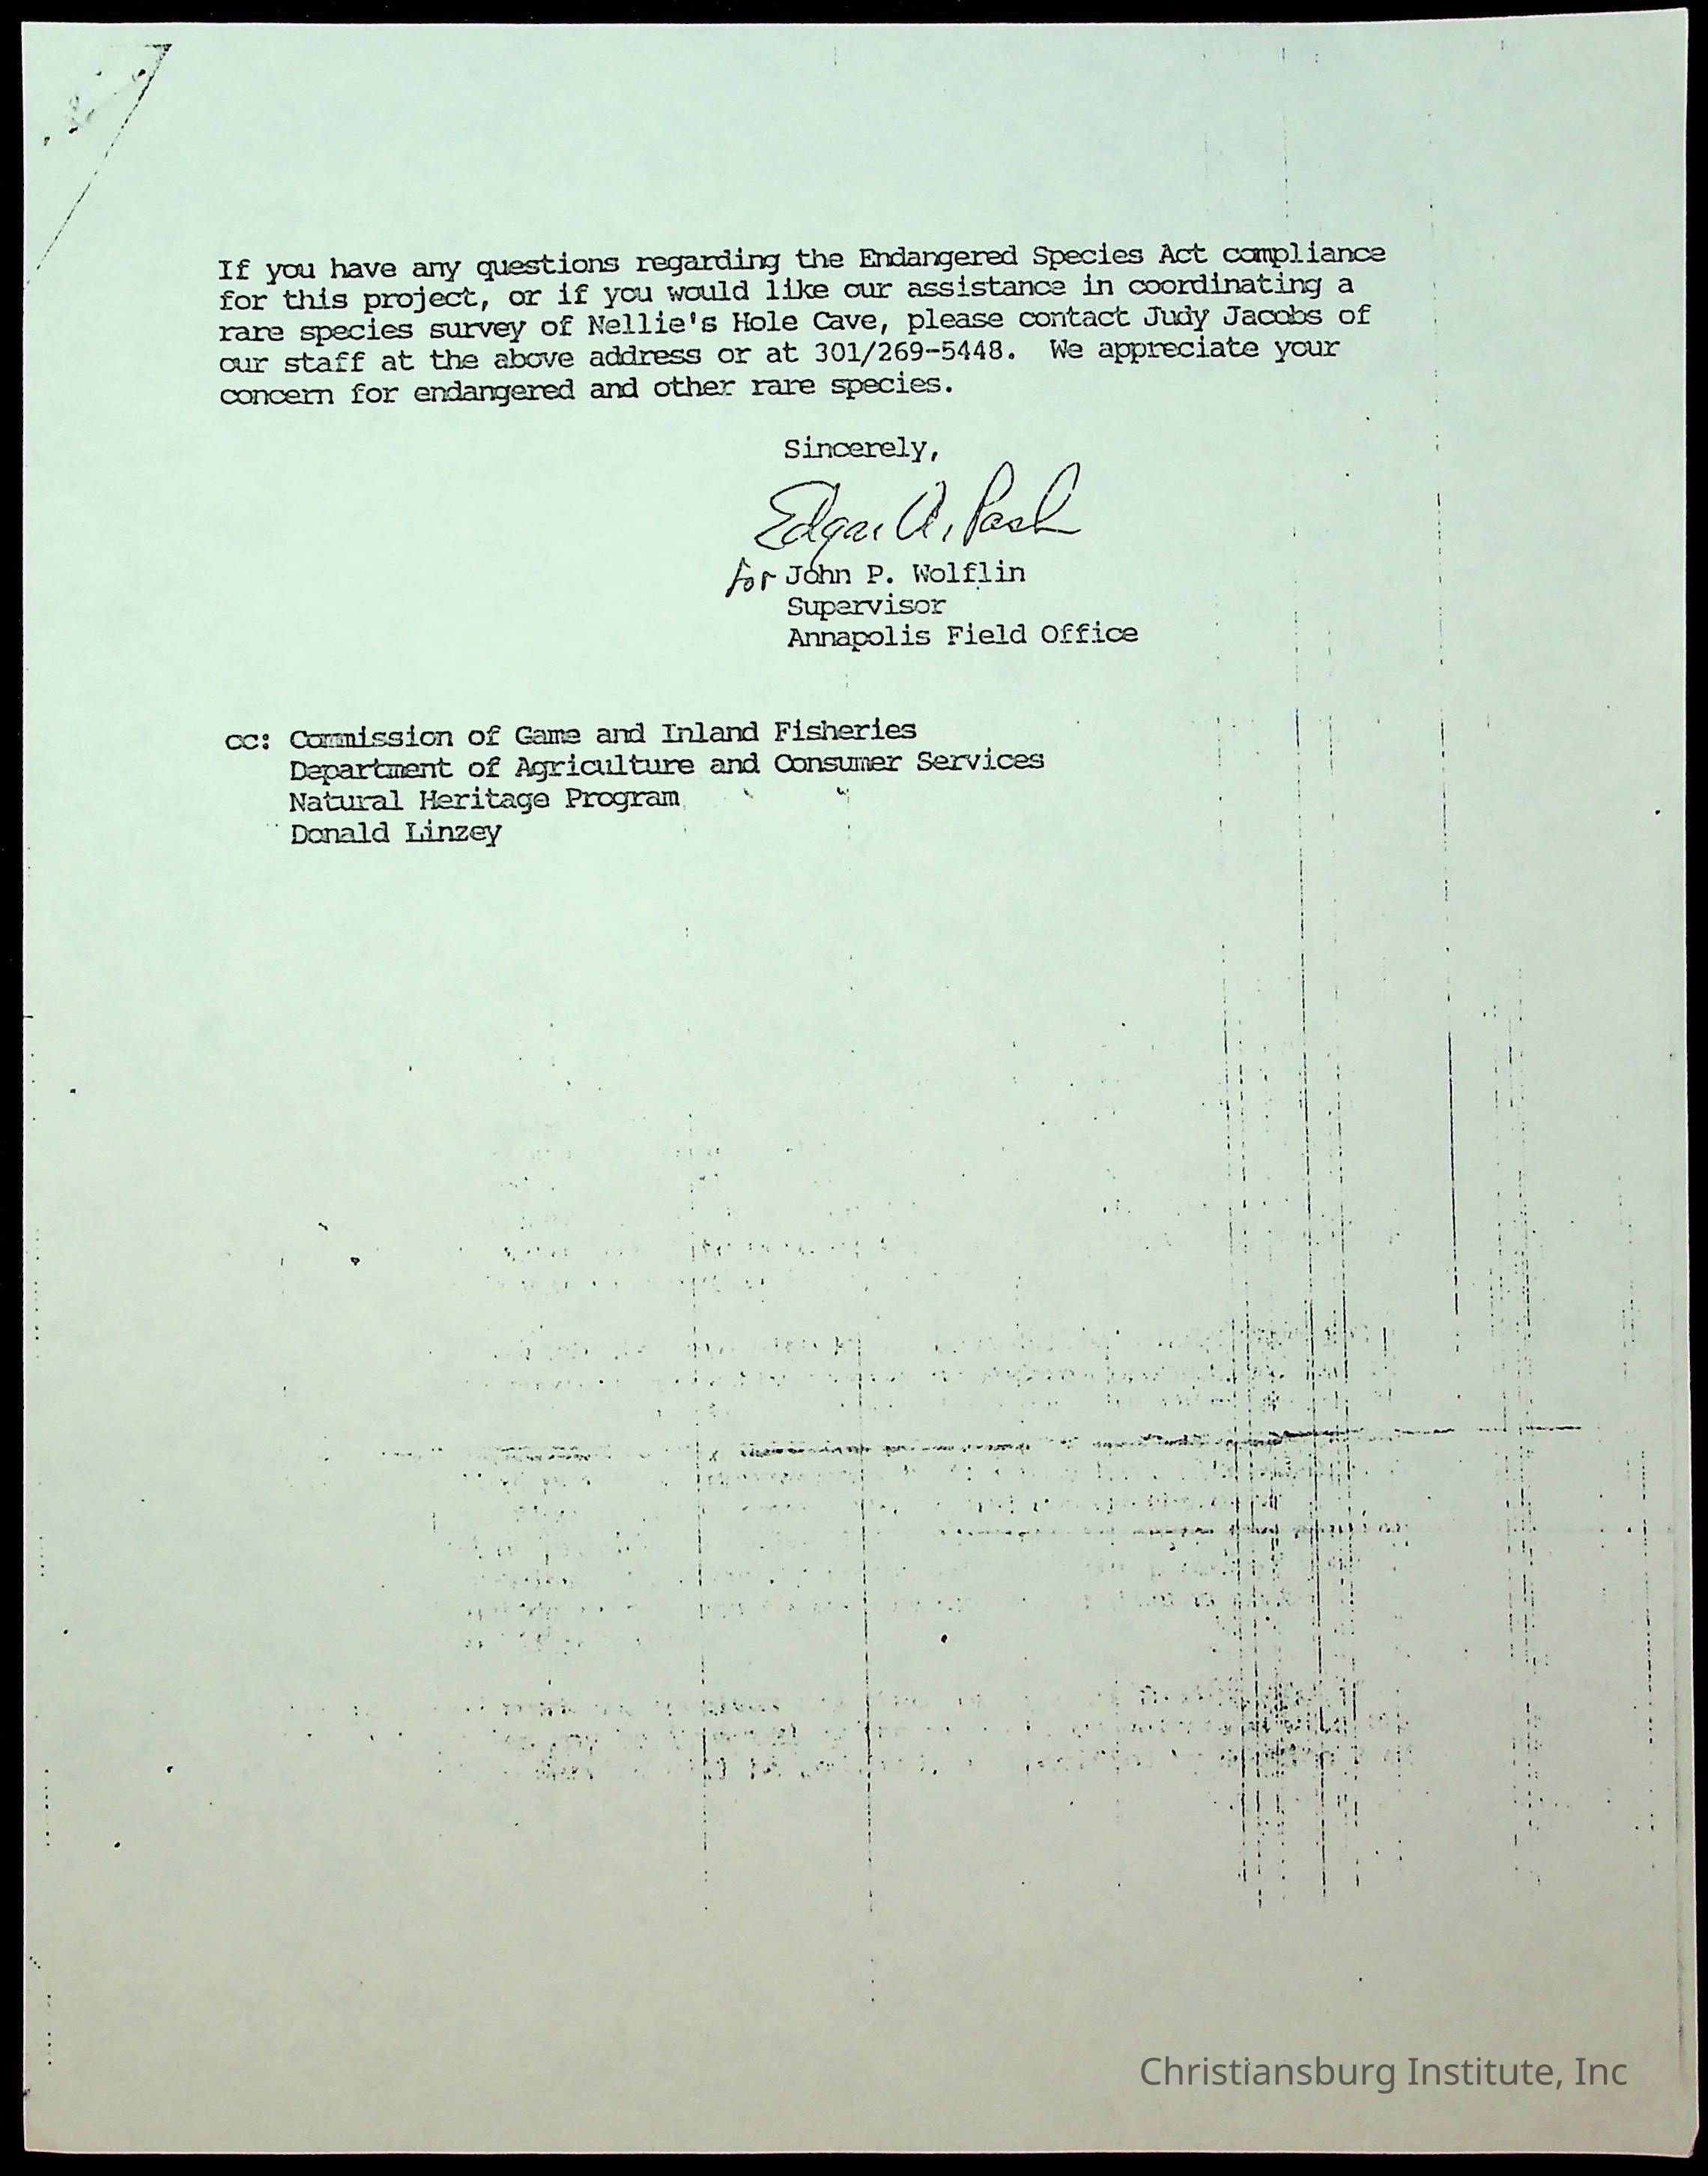 If you have any questions regarding the Endangered Species Act compliance
for this project, or if you would like our assistance in coordinating a
rare species survey of Nellie's Hole Cave, please contact Judy Jacobs of
our staff at the above address or at 301/269-5448. We appreciate your
concern for endangered and other rare species.
Sincerely,
Edgar A. Pash
for John P. Wolflin
Supervisor
Annapolis Field Office
cc: Commission of Game and Inland Fisheries
Department of Agriculture and Consumer Services
Natural Heritage Program
Donald Linzey
Christiansburg Institute, Inc